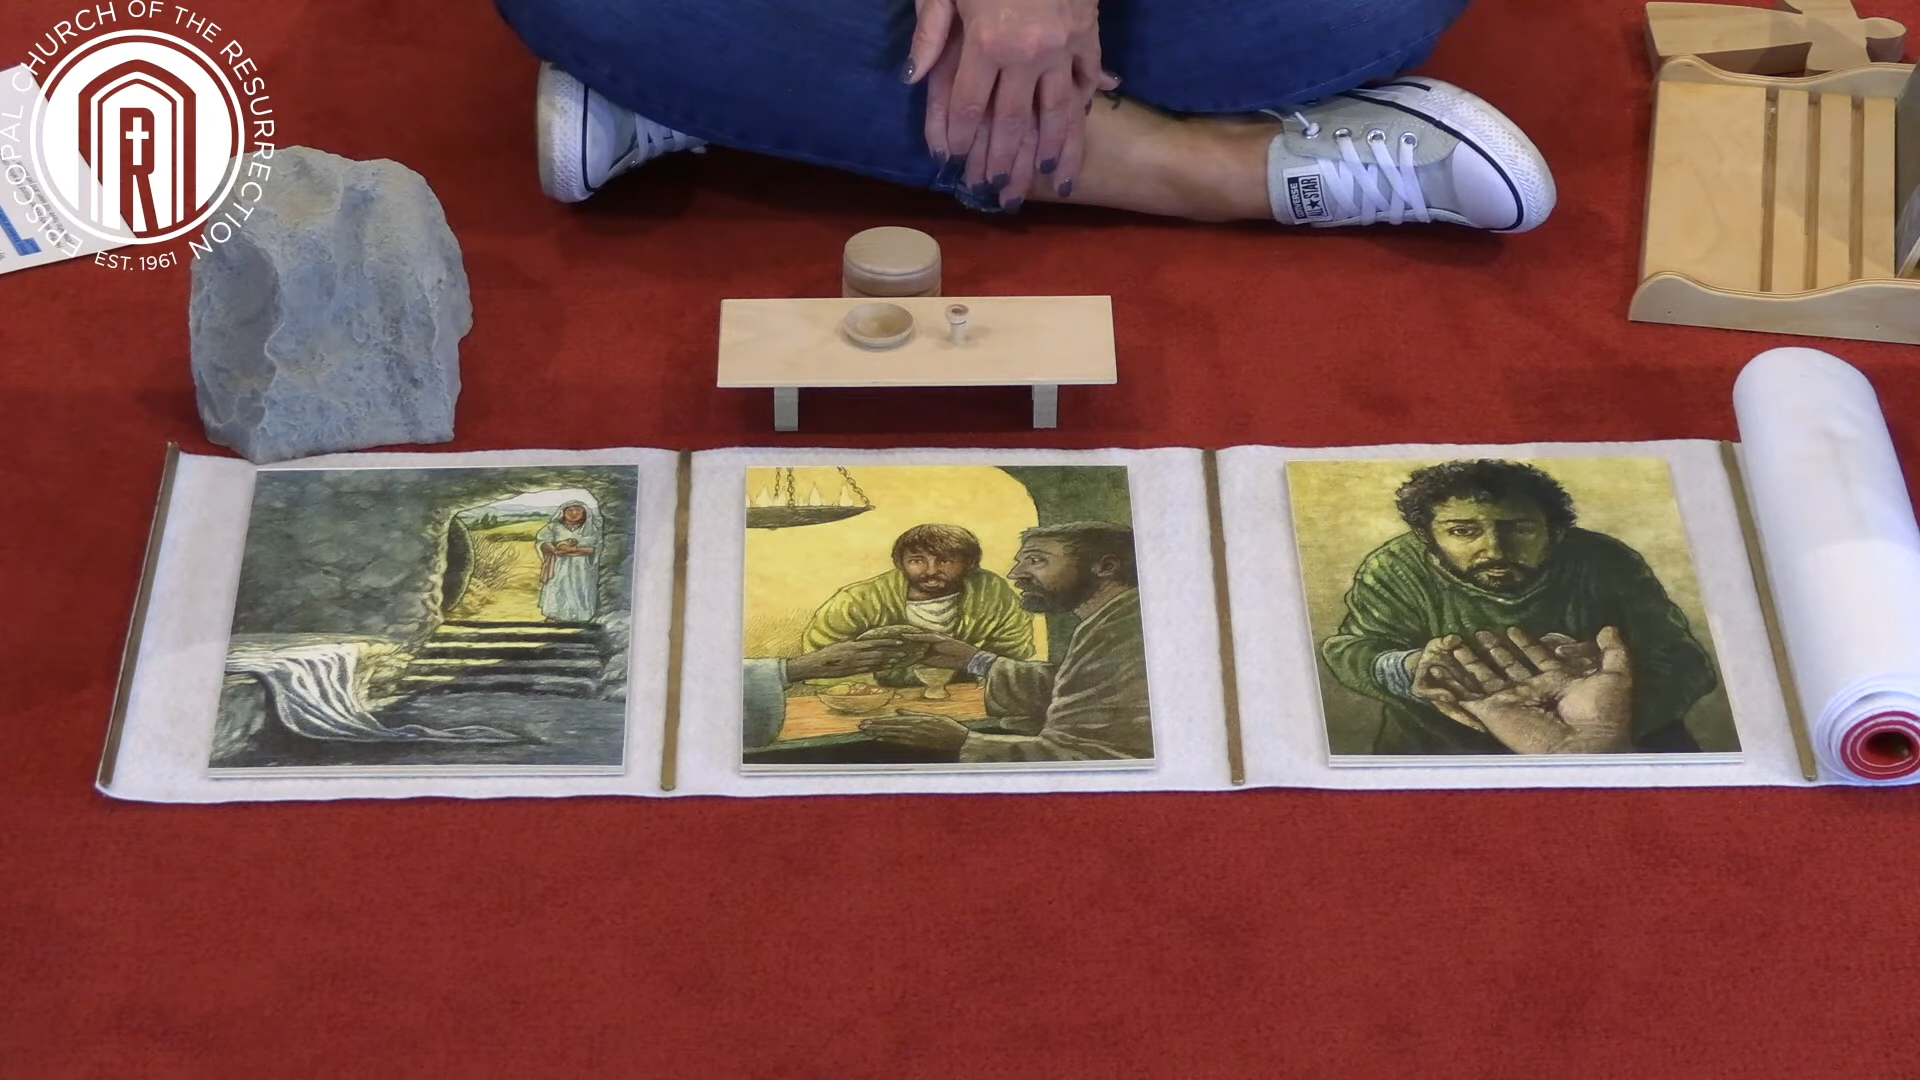 EPISCOPAL CHURCH OF THE RESURRECTION
R
EST. 1961
CONVERSE
ALL STAR